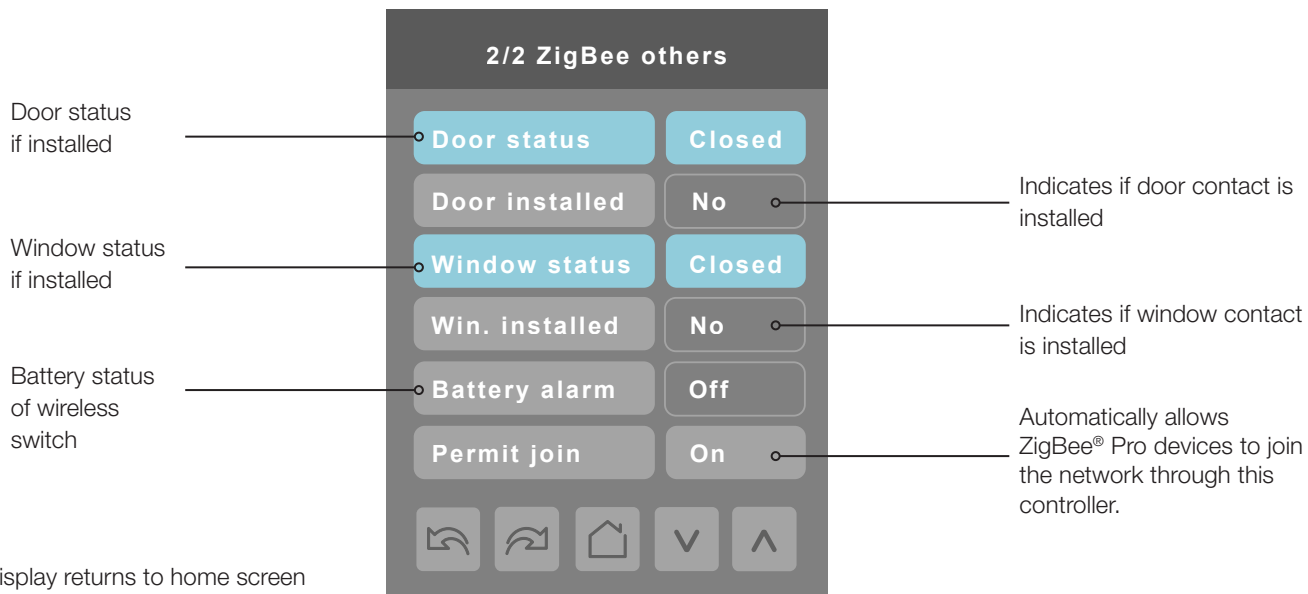 2/2 ZigBee others
Door status
if installed
Door status Closed
Door installed No
Indicates if door contact is
installed
Window status
if installed
Window status Closed
Win. installed No
Indicates if window contact
is installed
Battery status
of wireless
switch
Battery alarm Off
Permit join On
Automatically allows
ZigBee® Pro devices to join
the network through this
controller.
isplay returns to home screen